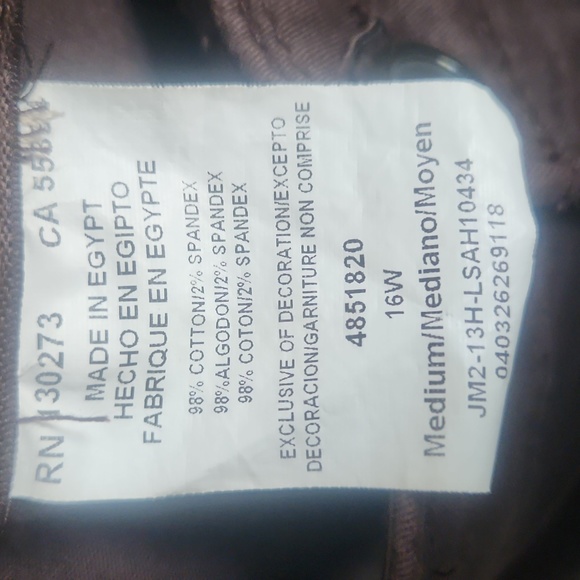 RN 130273 CA
MADE IN EGYPT
HECHO EN EGIPTO
FABRIQUE EN EGYPTE
98% COTTON/2% SPANDEX
98%ALGODON/2% SPANDEX
98% COTON/2% SPANDEX
EXCLUSIVE OF DECORATION/EXCEPTO
DECORACION/GARNITURE NON COMPRISE
4851820
16W
Medium/Mediano/Moyen
JM2-13H-LSAH10434
040326269118